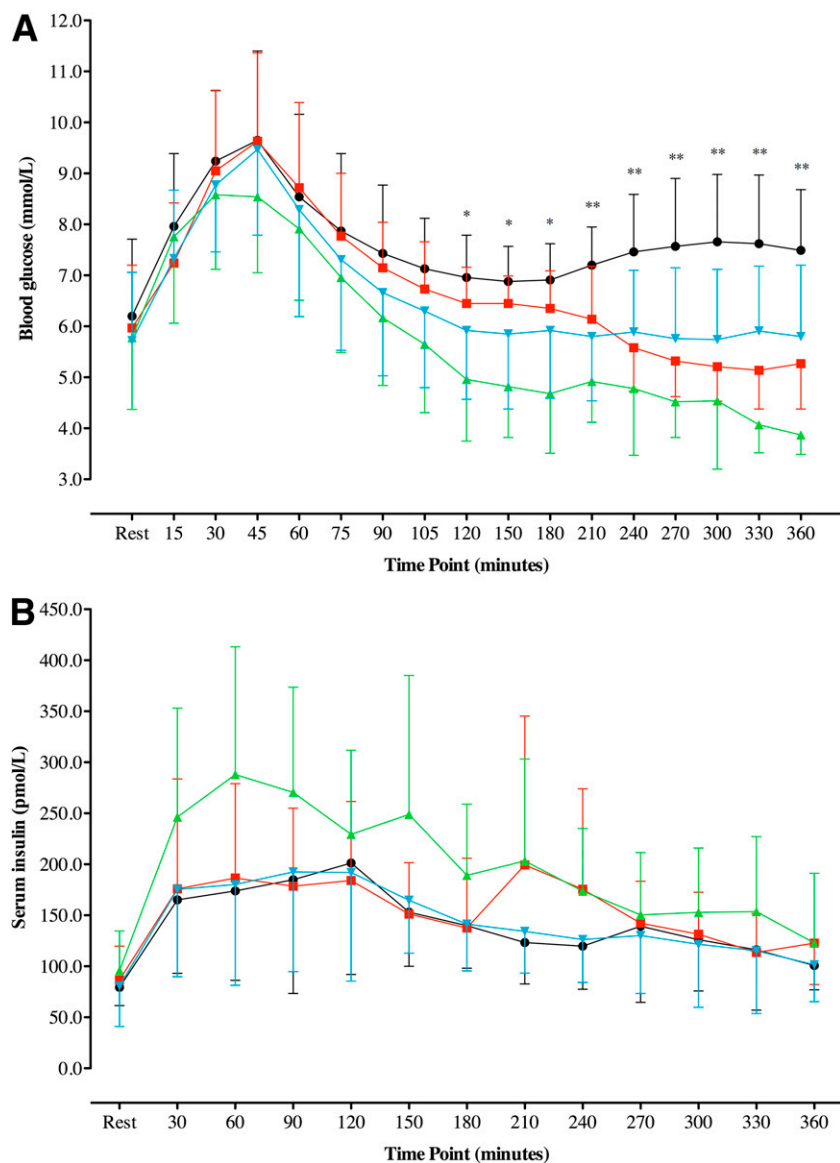 A
12.0
11.0
10.0
9.0
8.0
7.0
6.0
5.0
4.0
3.0
Blood glucose (mmol/L)
* * * ** ** ** ** ** **
Rest 15 30 45 60 75 90 105 120 150 180 210 240 270 300 330 360
Time Point (minutes)
B
450.0
400.0
350.0
300.0
250.0
200.0
150.0
100.0
50.0
0.0
Serum insulin (pmol/L)
Rest 30 60 90 120 150 180 210 240 270 300 330 360
Time Point (minutes)